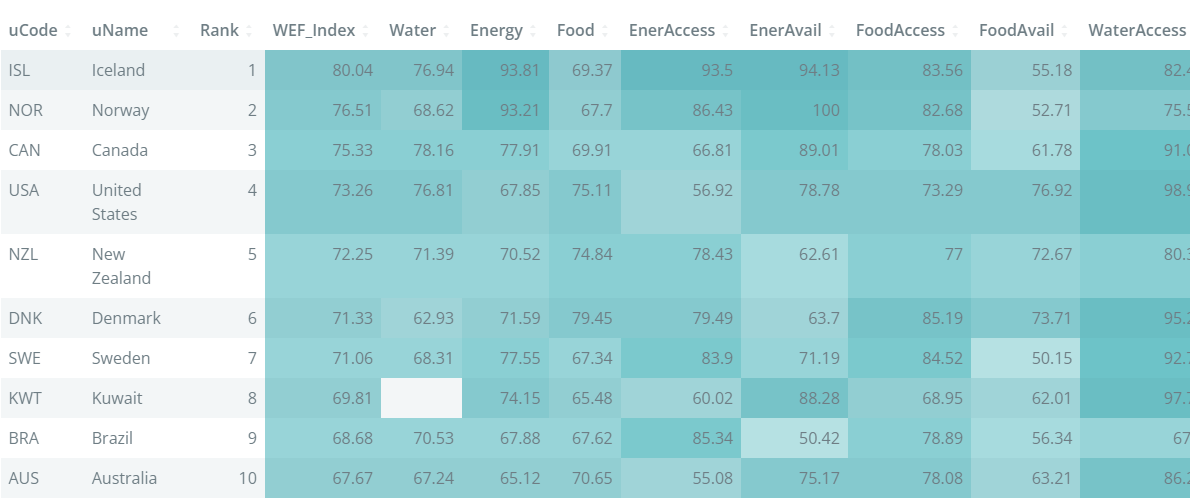 uCode uName Rank WEF_Index Water Energy Food EnerAccess EnerAvail FoodAccess FoodAvail WaterAccess
ISL Iceland 1 80.04 76.94 93.81 69.37 93.5 94.13 83.56 55.18 82.4
NOR Norway 2 76.51 68.62 93.21 67.7 86.43 100 82.68 52.71 75.5
CAN Canada 3 75.33 78.16 77.91 69.91 66.81 89.01 78.03 61.78 91.0
USA United 4 73.26 76.81 67.85 75.11 56.92 78.78 73.29 76.92 98.9
States
NZL New 5 72.25 71.39 70.52 74.84 78.43 62.61 77 72.67 80.3
Zealand
DNK Denmark 6 71.33 62.93 71.59 79.45 79.49 63.7 85.19 73.71 95.2
SWE Sweden 7 71.06 68.31 77.55 67.34 83.9 71.19 84.52 50.15 92.7
KWT Kuwait 8 69.81 74.15 65.48 60.02 88.28 68.95 62.01 97.7
BRA Brazil 9 68.68 70.53 67.88 67.62 85.34 50.42 78.89 56.34 67
AUS Australia 10 67.67 67.24 65.12 70.65 55.08 75.17 78.08 63.21 86.2